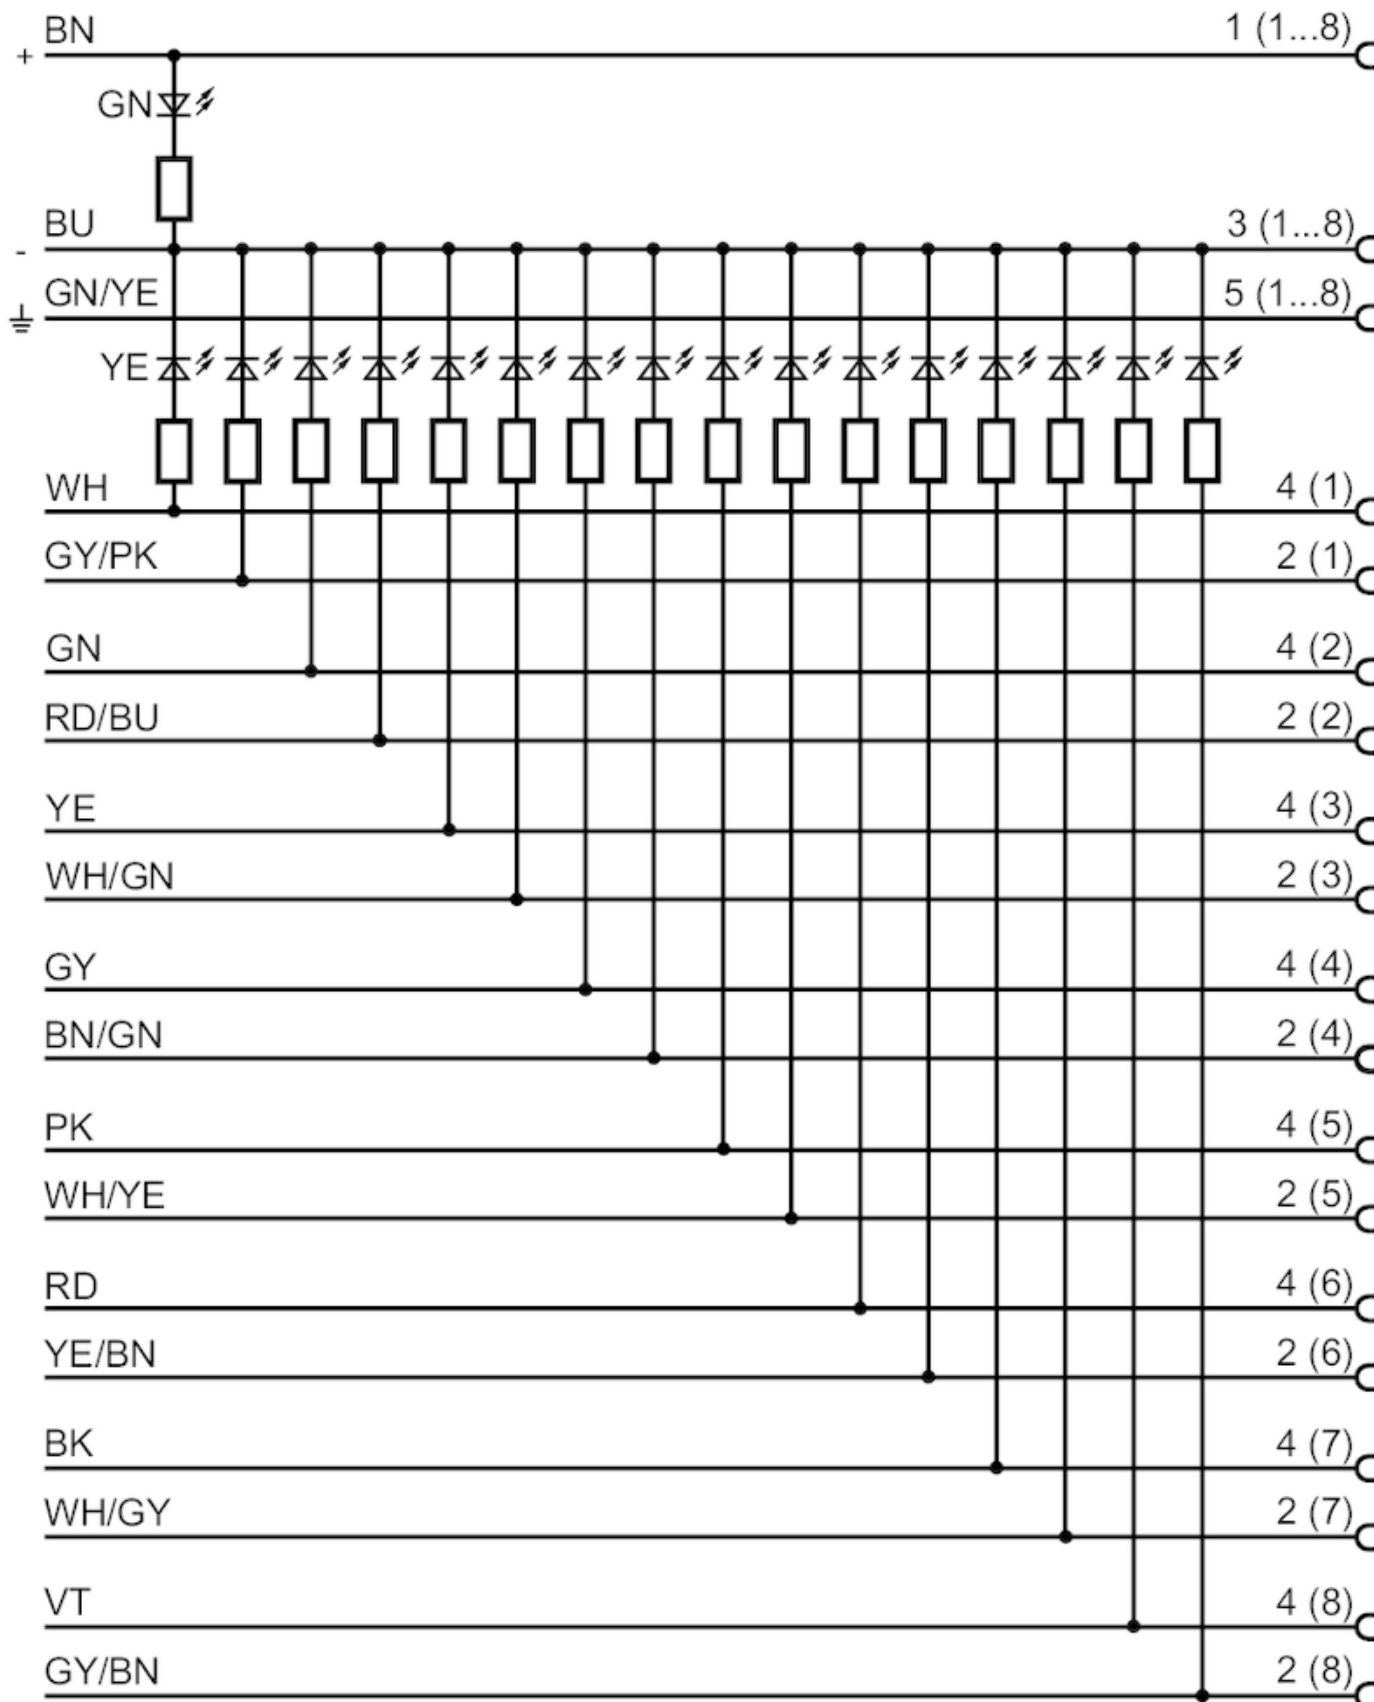 BN 1 (1...8)
+
GN
BU 3 (1...8)
-
GN/YE 5 (1...8)
YE
WH 4 (1)
GY/PK 2 (1)
GN 4 (2)
RD/BU 2 (2)
YE 4 (3)
WH/GN 2 (3)
GY 4 (4)
BN/GN 2 (4)
PK 4 (5)
WH/YE 2 (5)
RD 4 (6)
YE/BN 2 (6)
BK 4 (7)
WH/GY 2 (7)
VT 4 (8)
GY/BN 2 (8)